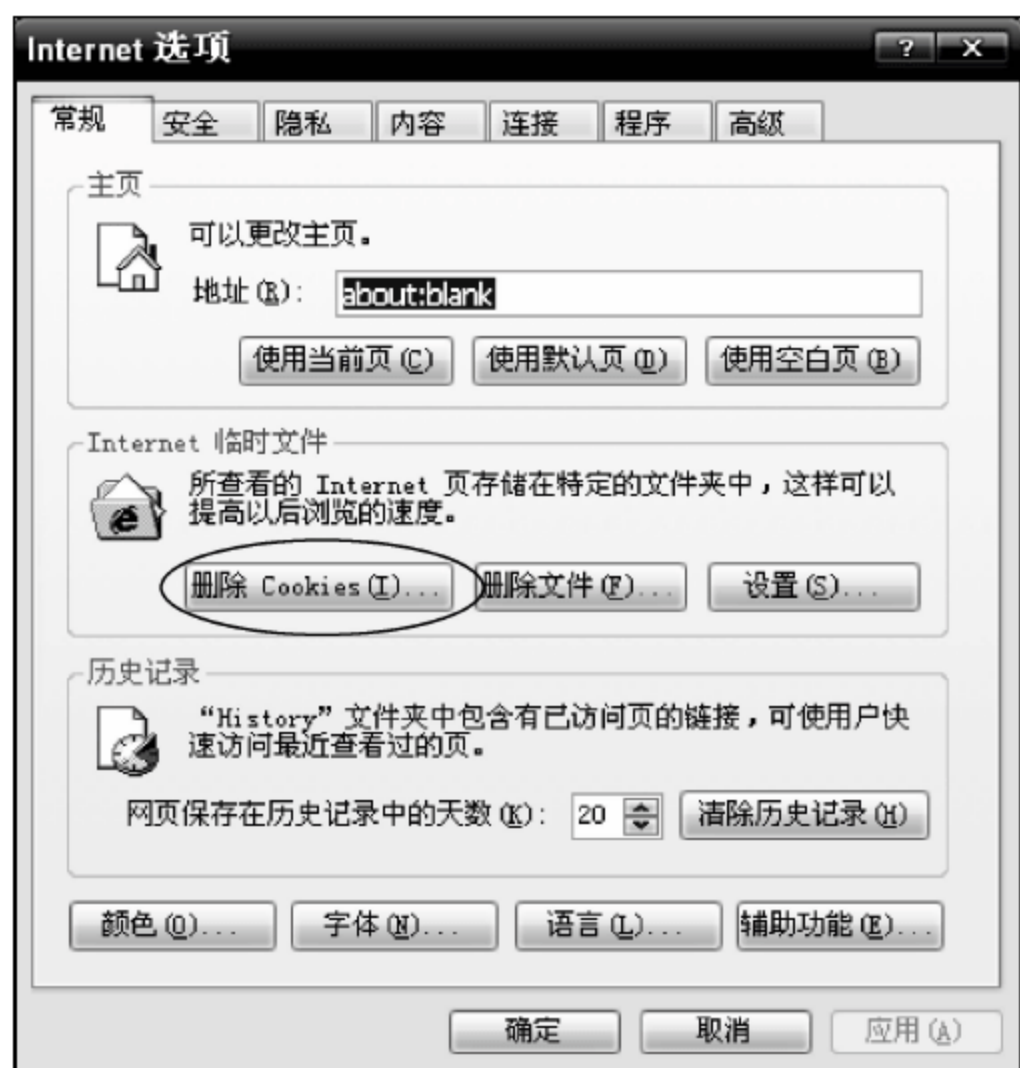 Internet 选项
常规 安全 隐私 内容 连接 程序 高级
主页
可以更改主页。
地址(R): about:blank
使用当前页(C) 使用默认页(D) 使用空白页(B)
Internet 临时文件
所查看的 Internet 页存储在特定的文件夹中，这样可以
提高以后浏览的速度。
删除 Cookies(I)... 删除文件(F)... 设置(S)...
历史记录
“History”文件夹中包含有已访问页的链接，可使用户快
速访问最近查看过的页。
网页保存在历史记录中的天数(K): 20 清除历史记录(H)
颜色(O)... 字体(N)... 语言(L)... 辅助功能(E)...
确定 取消 应用(A)